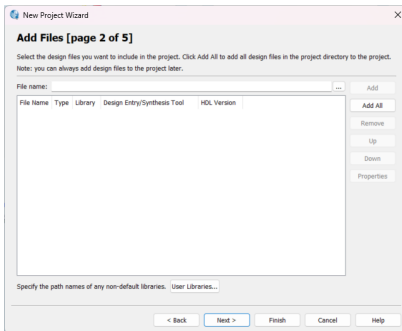 New Project Wizard
Add Files [page 2 of 5]
Select the design files you want to include in the project. Click Add All to add all design files in the project directory to the project.
Note: you can always add design files to the project later.
File name: ... Add
File Name Type Library Design Entry/Synthesis Tool HDL Version Add All
Remove
Up
Down
Properties
Specify the path names of any non-default libraries. User Libraries...
< Back Next > Finish Cancel Help